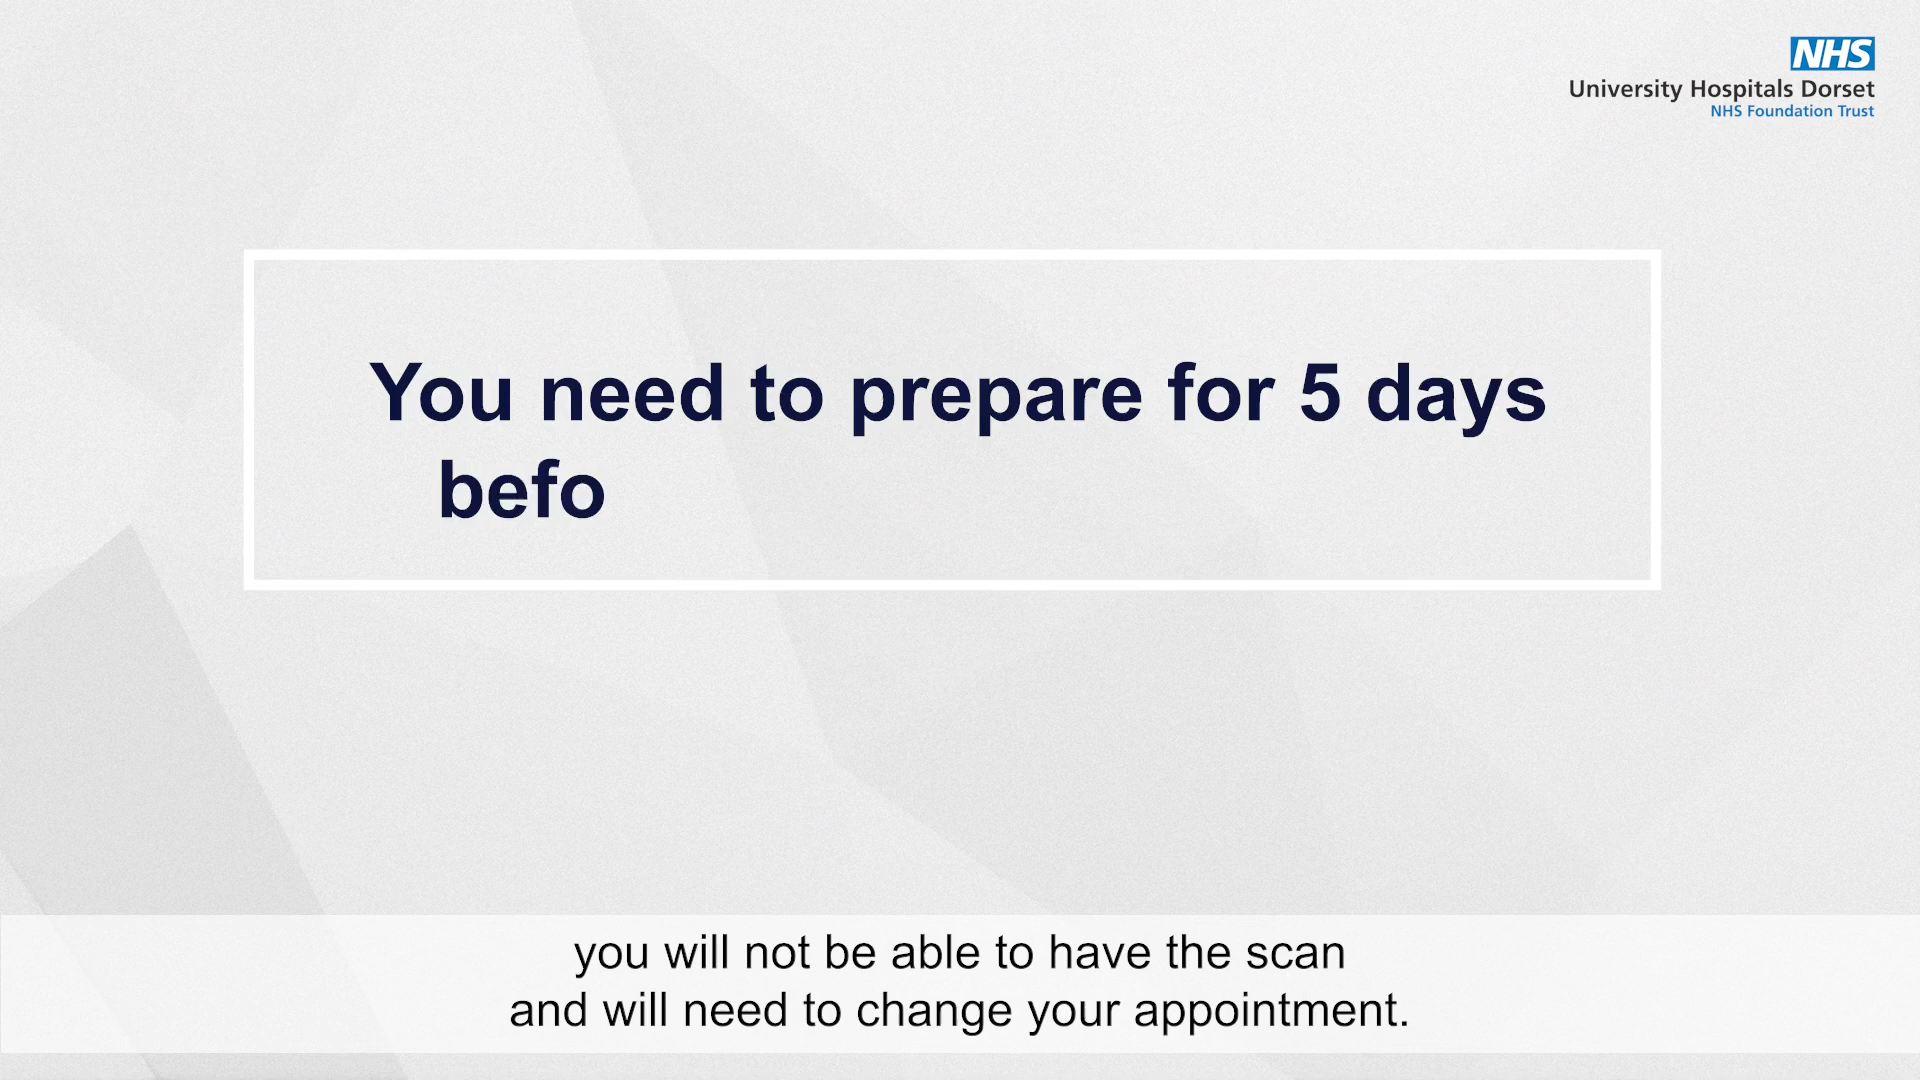 NHS
University Hospitals Dorset
NHS Foundation Trust
You need to prepare for 5 days
befo
you will not be able to have the scan
and will need to change your appointment.